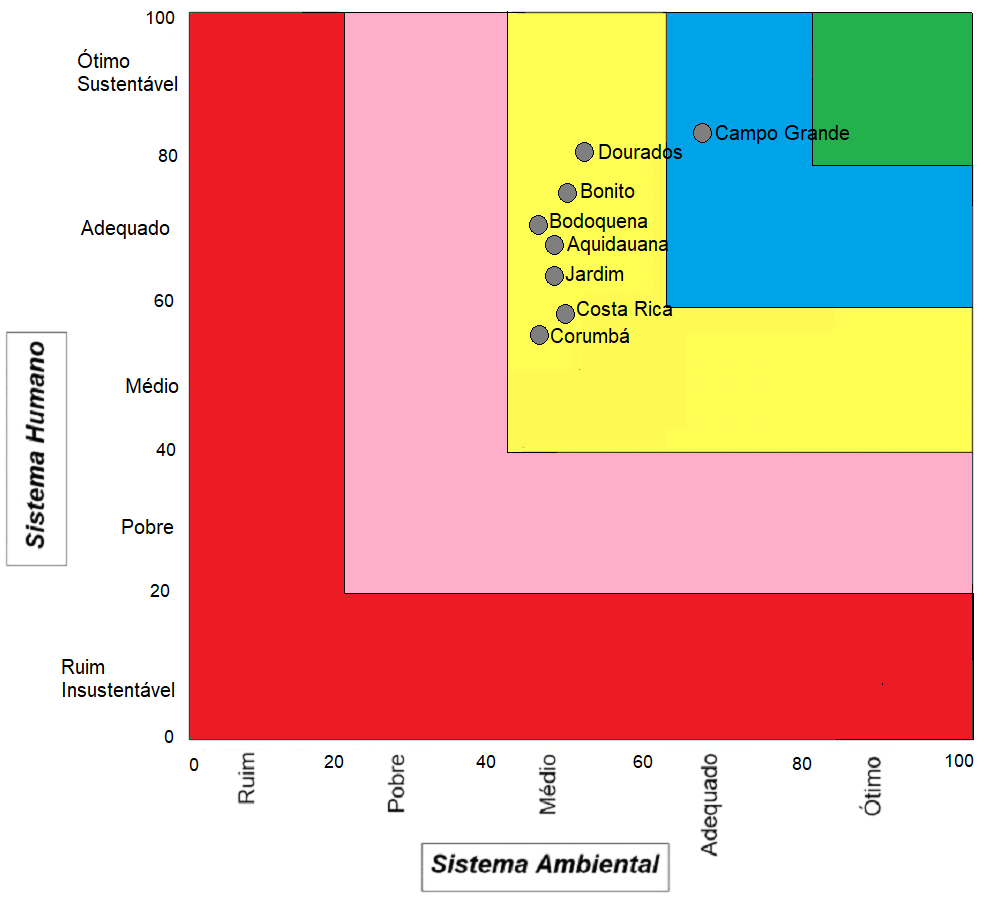 100
Ótimo
Sustentável
80
Adequado
60
Médio
40
Pobre
20
Ruim
Insustentável
0
Sistema Humano
Campo Grande
Dourados
Bonito
Bodoquena
Aquidauana
Jardim
Costa Rica
Corumbá
0
Ruim
20
Pobre
40
Médio
60
Adequado
80
Ótimo
100
Sistema Ambiental